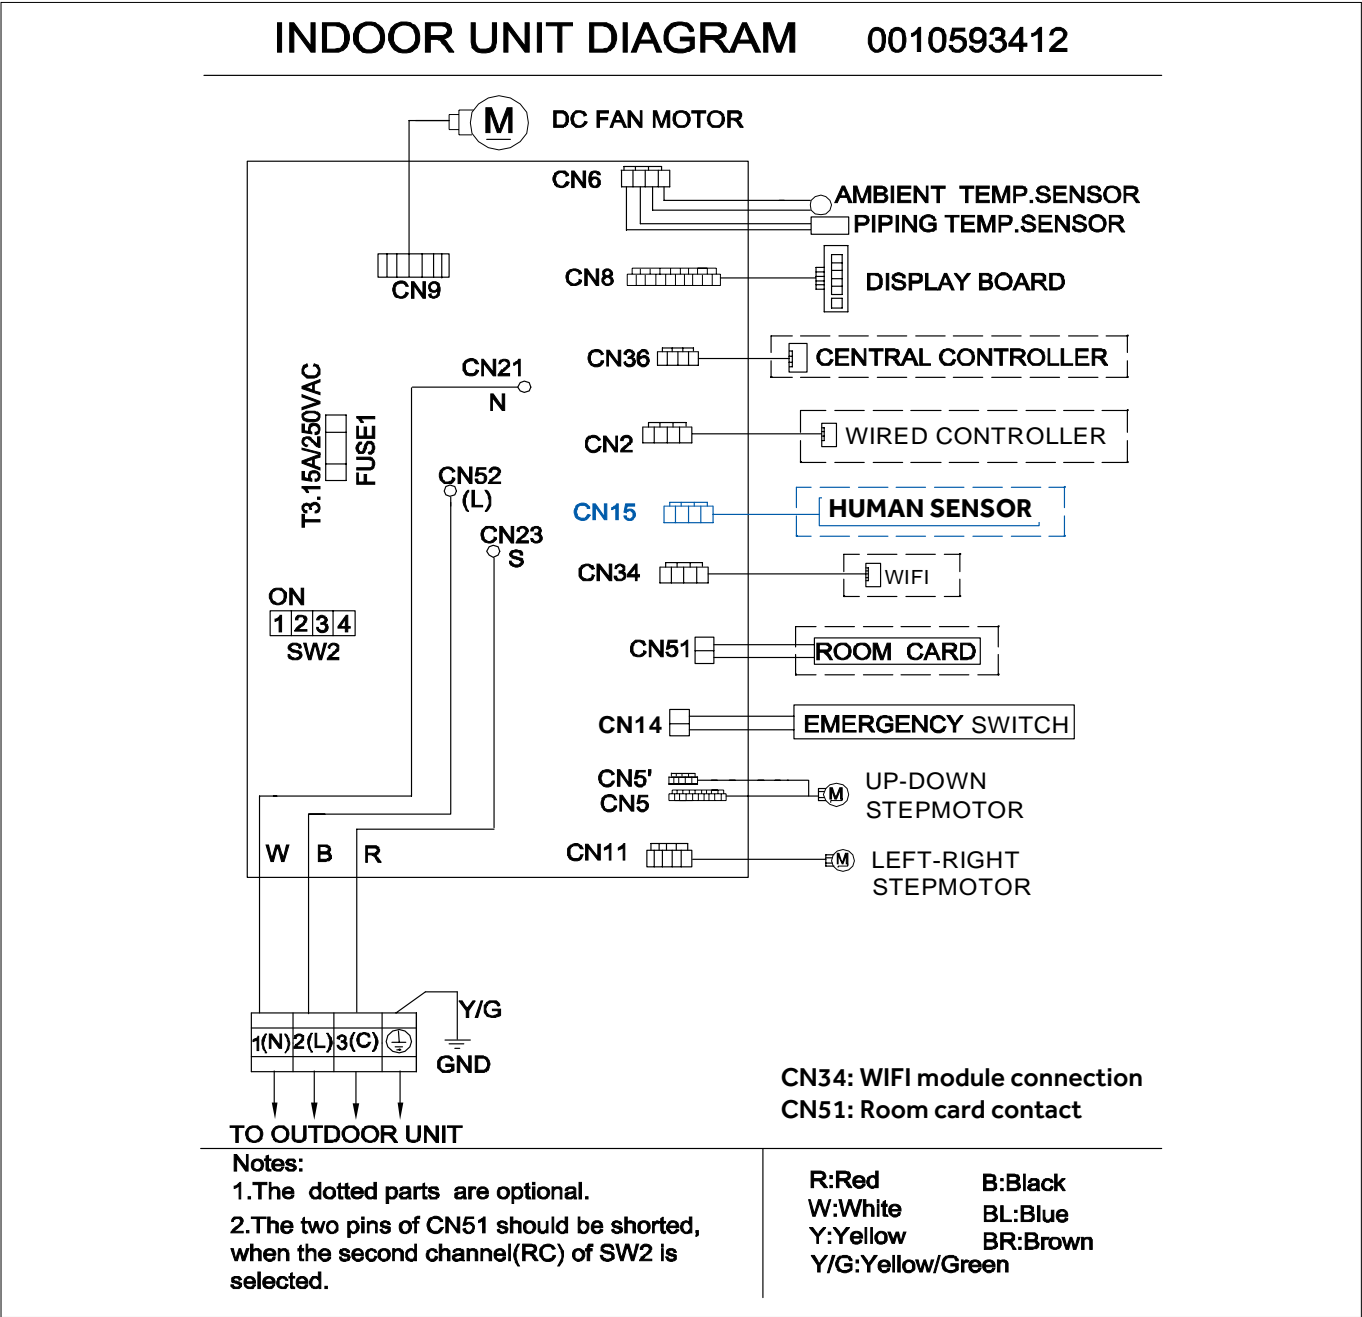 INDOOR UNIT DIAGRAM 0010593412
M DC FAN MOTOR
CN6
AMBIENT TEMP.SENSOR
PIPING TEMP.SENSOR
CN9
CN8 DISPLAY BOARD
CN36 CENTRAL CONTROLLER
CN21
N
T3.15A/250VAC
FUSE1
CN2 WIRED CONTROLLER
CN52
(L)
CN15 HUMAN SENSOR
CN23
S
CN34 WIFI
ON
1 2 3 4
SW2
CN51 ROOM CARD
CN14 EMERGENCY SWITCH
CN5'
CN5
M UP-DOWN
STEPMOTOR
W B R
CN11 M LEFT-RIGHT
STEPMOTOR
Y/G
1(N) 2(L) 3(C)
GND
TO OUTDOOR UNIT
CN34: WIFI module connection
CN51: Room card contact
Notes:
1.The dotted parts are optional.
2.The two pins of CN51 should be shorted,
when the second channel(RC) of SW2 is
selected.
R:Red B:Black
W:White BL:Blue
Y:Yellow BR:Brown
Y/G:Yellow/Green